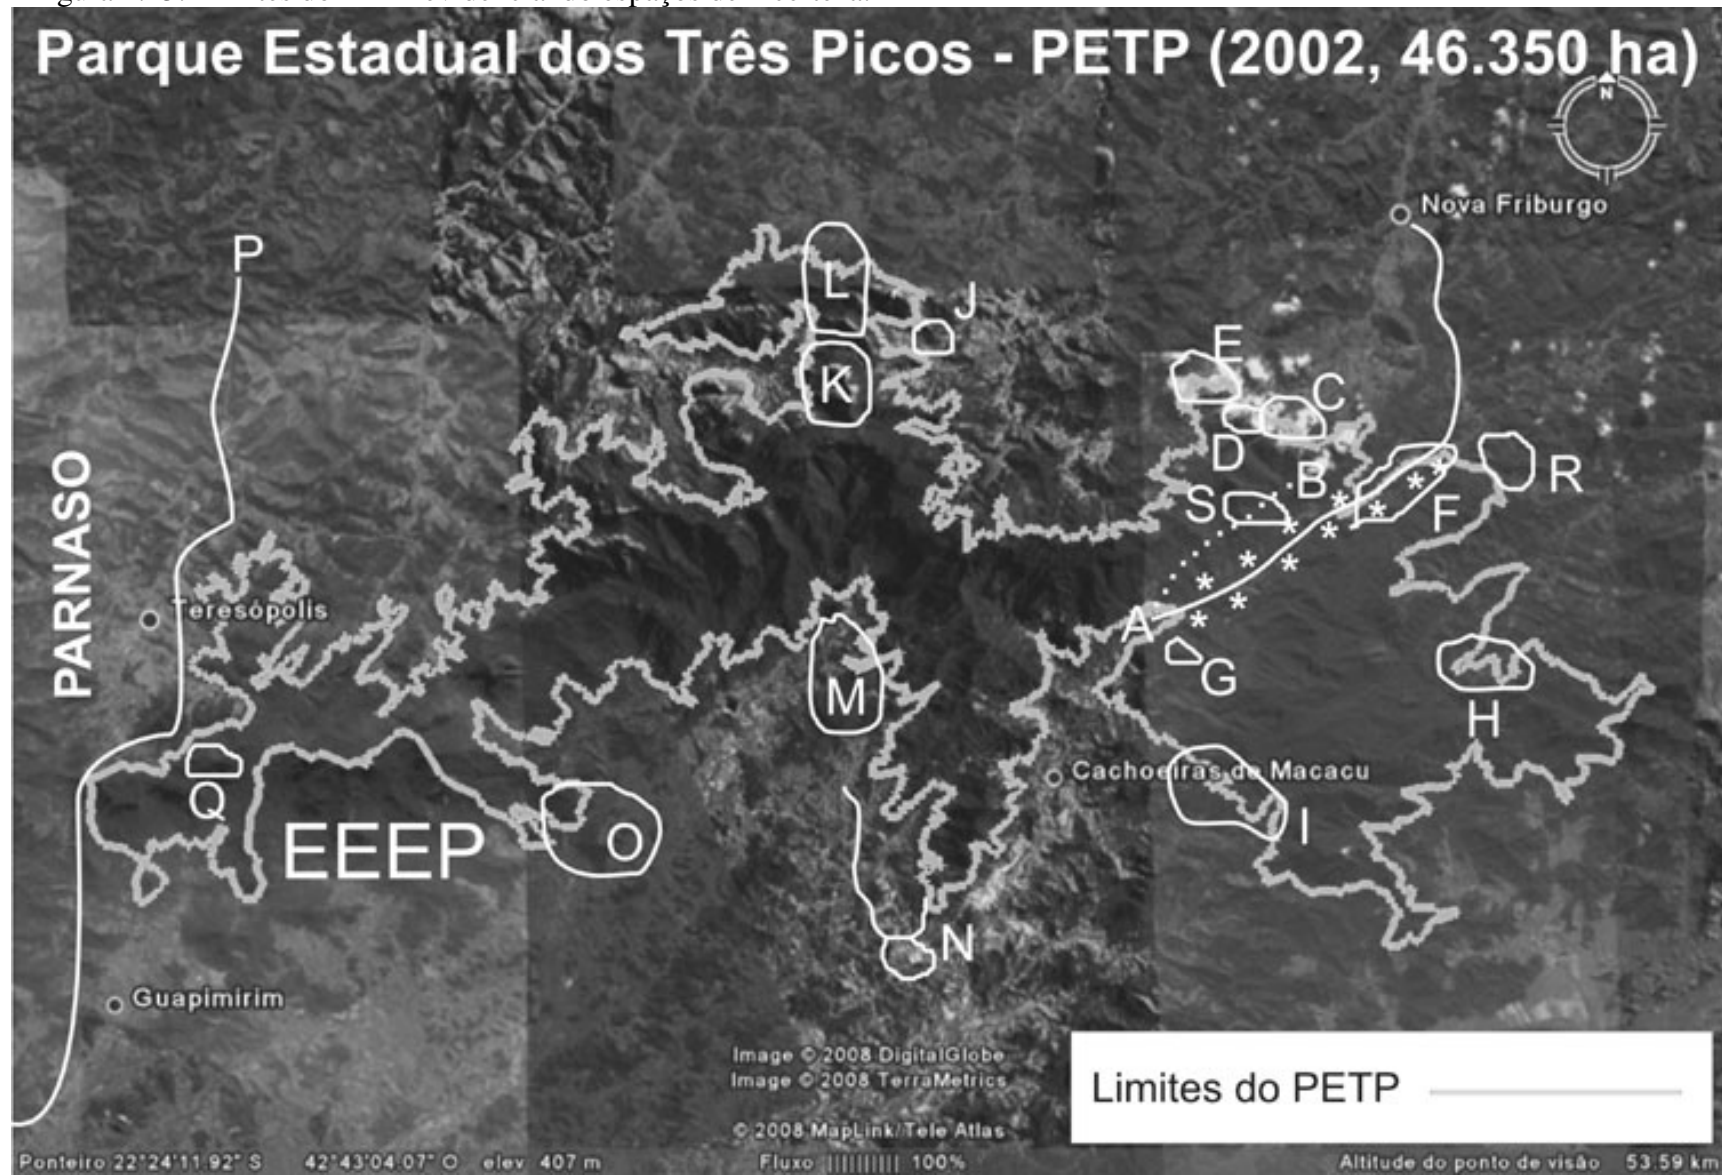 Parque Estadual dos Três Picos - PETP (2002, 46.350 ha)
N
Nova Friburgo
P
L
J
E
K
C
D
B
S
R
F
PARNASO
Teresópolis
A
G
M
H
Cachoeiras de Macacu
Q
EEEP
O
I
N
Guapimirim
Image © 2008 DigitalGlobe
Image © 2008 TerraMetrics
© 2008 MapLink/Tele Atlas
Limites do PETP
Ponteiro 22°24'11.92" S 42°43'04.07" O elev 407 m Fluxo 100% Altitude do ponto de visão 53.59 km